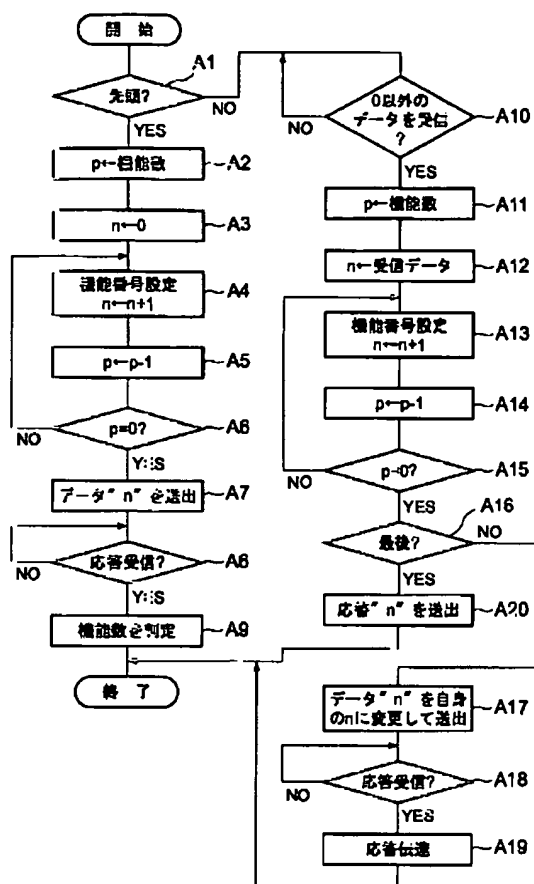 開 始
A1
先頭?
NO
YES
p←機能数
A2
n←0
A3
機能番号設定
n←n+1
A4
p←p-1
A5
p=0?
A6
NO
YES
データ"n"を送出
A7
応答受信?
A8
NO
YES
機能数を判定
A9
終 了
0以外の
データを受信
?
A10
NO
YES
p←機能数
A11
n←受信データ
A12
機能番号設定
n←n+1
A13
p←p-1
A14
p=0?
A15
NO
YES
A16
最後?
NO
YES
応答"n"を送出
A20
データ"n"を自身
のnに変更して送出
A17
応答受信?
A18
NO
YES
応答伝達
A19